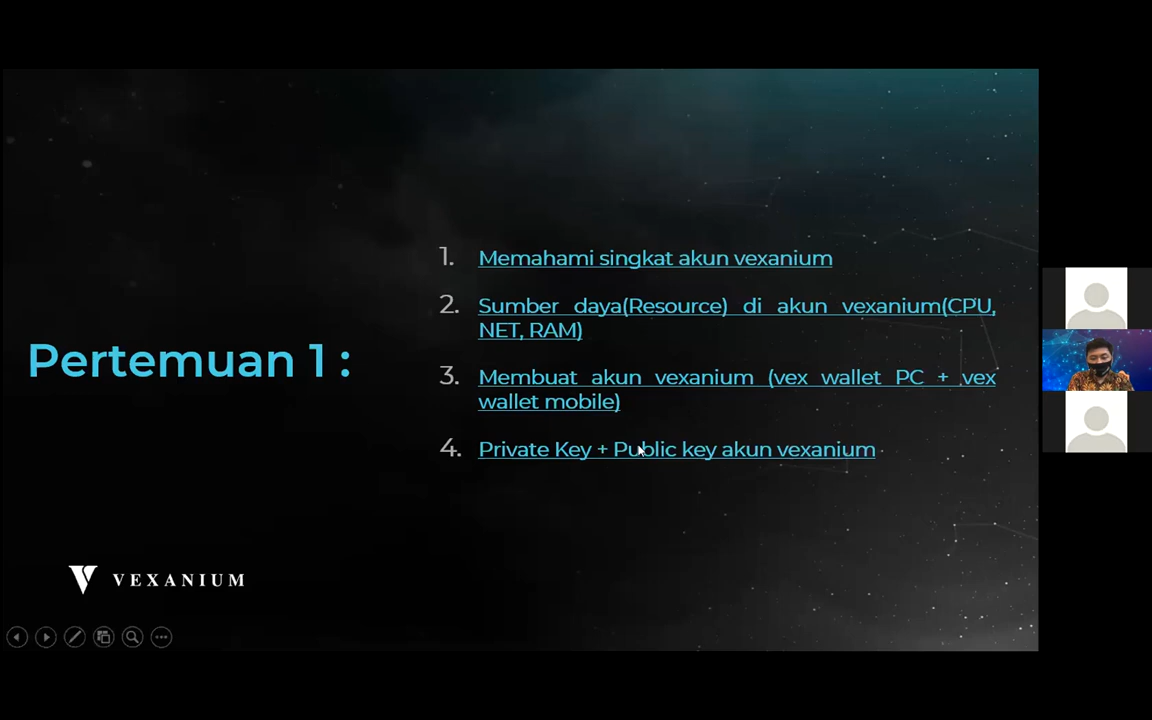 Pertemuan 1 :
1. Memahami singkat akun vexanium
2. Sumber daya(Resource) di akun vexanium(CPU,
NET, RAM)
3. Membuat akun vexanium (vex wallet PC + vex
wallet mobile)
4. Private Key + Public key akun vexanium
VEXANIUM